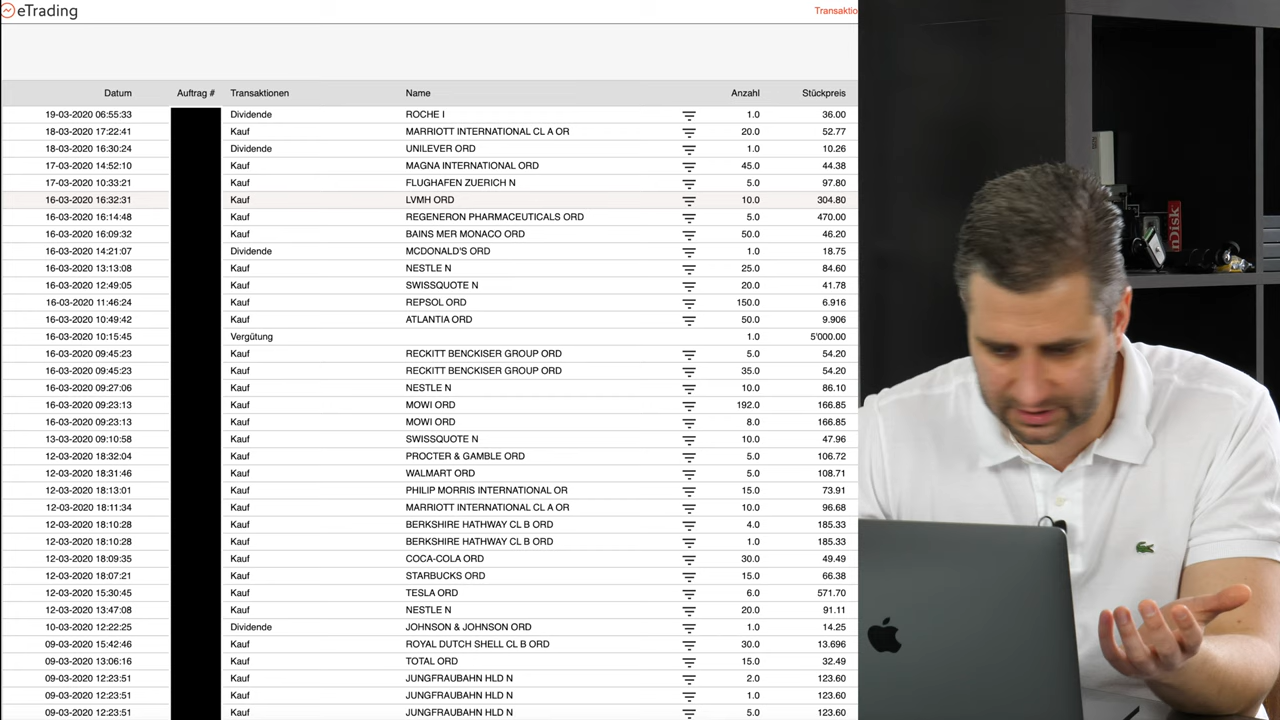 eTrading
Transaktio
Datum Auftrag # Transaktionen Name Anzahl Stückpreis
19-03-2020 06:55:33 Dividende ROCHE I 1.0 36.00
18-03-2020 17:22:41 Kauf MARRIOTT INTERNATIONAL CL A OR 20.0 52.77
18-03-2020 16:30:24 Dividende UNILEVER ORD 1.0 10.26
17-03-2020 14:52:10 Kauf MAGNA INTERNATIONAL ORD 45.0 44.38
17-03-2020 10:33:21 Kauf FLUGHAFEN ZUERICH N 5.0 97.80
16-03-2020 16:32:31 Kauf LVMH ORD 10.0 304.80
16-03-2020 16:14:48 Kauf REGENERON PHARMACEUTICALS ORD 5.0 470.00
16-03-2020 16:09:32 Kauf BAINS MER MONACO ORD 50.0 46.20
16-03-2020 14:21:07 Dividende MCDONALD'S ORD 1.0 18.75
16-03-2020 13:13:08 Kauf NESTLE N 25.0 84.60
16-03-2020 12:49:05 Kauf SWISSQUOTE N 20.0 41.78
16-03-2020 11:46:24 Kauf REPSOL ORD 150.0 6.916
16-03-2020 10:49:42 Kauf ATLANTIA ORD 50.0 9.906
16-03-2020 10:15:45 Vergütung 1.0 5'000.00
16-03-2020 09:45:23 Kauf RECKITT BENCKISER GROUP ORD 5.0 54.20
16-03-2020 09:45:23 Kauf RECKITT BENCKISER GROUP ORD 35.0 54.20
16-03-2020 09:27:06 Kauf NESTLE N 10.0 86.10
16-03-2020 09:23:13 Kauf MOWI ORD 192.0 166.85
16-03-2020 09:23:13 Kauf MOWI ORD 8.0 166.85
13-03-2020 09:10:58 Kauf SWISSQUOTE N 10.0 47.96
12-03-2020 18:32:04 Kauf PROCTER & GAMBLE ORD 5.0 106.72
12-03-2020 18:31:46 Kauf WALMART ORD 5.0 108.71
12-03-2020 18:13:01 Kauf PHILIP MORRIS INTERNATIONAL OR 15.0 73.91
12-03-2020 18:11:34 Kauf MARRIOTT INTERNATIONAL CL A OR 10.0 96.68
12-03-2020 18:10:28 Kauf BERKSHIRE HATHWAY CL B ORD 4.0 185.33
12-03-2020 18:10:28 Kauf BERKSHIRE HATHWAY CL B ORD 1.0 185.33
12-03-2020 18:09:35 Kauf COCA-COLA ORD 30.0 49.49
12-03-2020 18:07:21 Kauf STARBUCKS ORD 15.0 66.38
12-03-2020 15:30:45 Kauf TESLA ORD 6.0 571.70
12-03-2020 13:47:08 Kauf NESTLE N 20.0 91.11
10-03-2020 12:22:25 Dividende JOHNSON & JOHNSON ORD 1.0 14.25
09-03-2020 15:42:46 Kauf ROYAL DUTCH SHELL CL B ORD 30.0 13.696
09-03-2020 13:06:16 Kauf TOTAL ORD 15.0 32.49
09-03-2020 12:23:51 Kauf JUNGFRAUBAHN HLD N 2.0 123.60
09-03-2020 12:23:51 Kauf JUNGFRAUBAHN HLD N 1.0 123.60
09-03-2020 12:23:51 Kauf JUNGFRAUBAHN HLD N 5.0 123.60